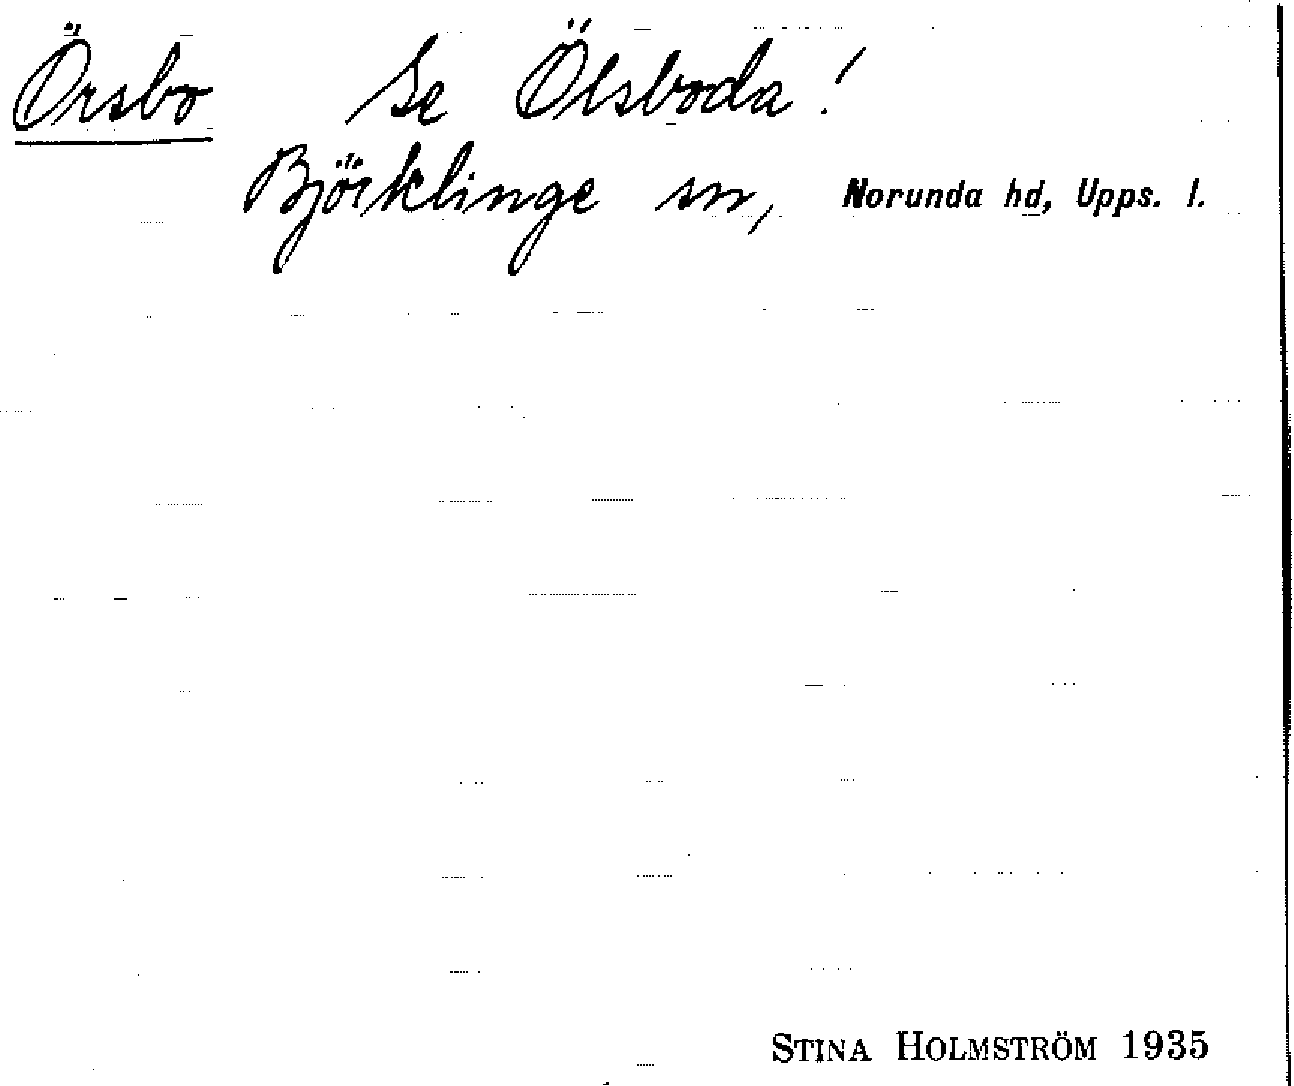 Örsbo Se Ölsboda!
Björklinge sn, Norunda hd, Upps. l.
STINA HOLMSTRÖM 1935